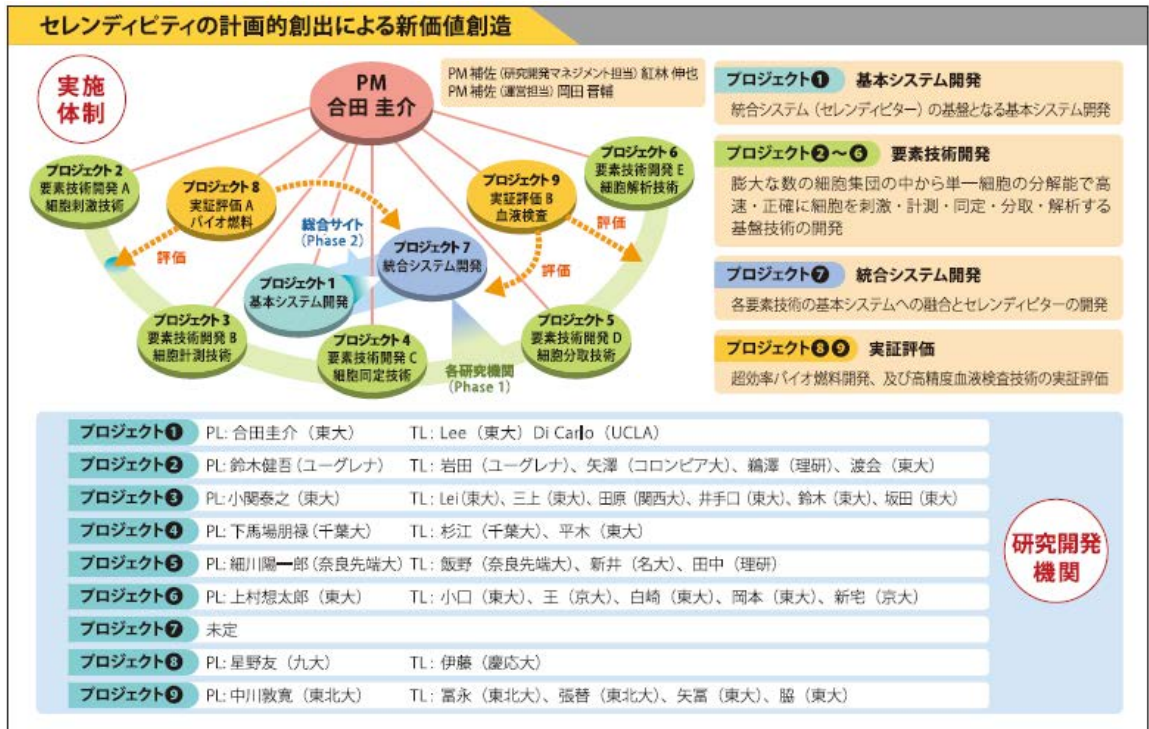 セレンディピティの計画的創出による新価値創造
実施
体制
PM
合田 圭介
PM 補佐 (研究開発マネジメント担当) 紅林 伸也
PM 補佐 (運営担当) 岡田 晋輔
プロジェクト 2
要素技術開発 A
細胞刺激技術
プロジェクト 8
実証評価 A
バイオ燃料
プロジェクト 9
実証評価 B
血液検査
プロジェクト 6
要素技術開発 E
細胞解析技術
評価
総合サイト
(Phase 2)
プロジェクト 7
統合システム開発
評価
評価
プロジェクト 1
基本システム開発
プロジェクト 3
要素技術開発 B
細胞計測技術
プロジェクト 4
要素技術開発 C
細胞同定技術
プロジェクト 5
要素技術開発 D
細胞分取技術
各研究機関
(Phase 1)
プロジェクト❶ 基本システム開発
統合システム (セレンディピター) の基盤となる基本システム開発
プロジェクト❷~❻ 要素技術開発
膨大な数の細胞集団の中から単一細胞の分解能で高
速・正確に細胞を刺激・計測・同定・分取・解析する
基盤技術の開発
プロジェクト❼ 統合システム開発
各要素技術の基本システムへの融合とセレンディピターの開発
プロジェクト❽❾ 実証評価
超効率バイオ燃料開発、及び高精度血液検査技術の実証評価
プロジェクト❶ PL: 合田圭介 (東大) TL: Lee (東大) Di Carlo (UCLA)
プロジェクト❷ PL: 鈴木健吾 (ユーグレナ) TL: 岩田 (ユーグレナ)、矢澤 (コロンビア大)、鵜澤 (理研)、渡会 (東大)
プロジェクト❸ PL: 小関泰之 (東大) TL: Lei (東大)、三上 (東大)、田原 (関西大)、井手口 (東大)、鈴木 (東大)、坂田 (東大)
プロジェクト❹ PL: 下馬場朋禄 (千葉大) TL: 杉江 (千葉大)、平木 (東大)
プロジェクト❺ PL: 細川陽一郎 (奈良先端大) TL: 飯野 (奈良先端大)、新井 (名大)、田中 (理研)
プロジェクト❻ PL: 上村想太郎 (東大) TL: 小口 (東大)、王 (京大)、白崎 (東大)、岡本 (東大)、新宅 (京大)
プロジェクト❼ 未定
プロジェクト❽ PL: 星野友 (九大) TL: 伊藤 (慶応大)
プロジェクト❾ PL: 中川敦寛 (東北大) TL: 冨永 (東北大)、張替 (東北大)、矢冨 (東大)、脇 (東大)
研究開発
機関